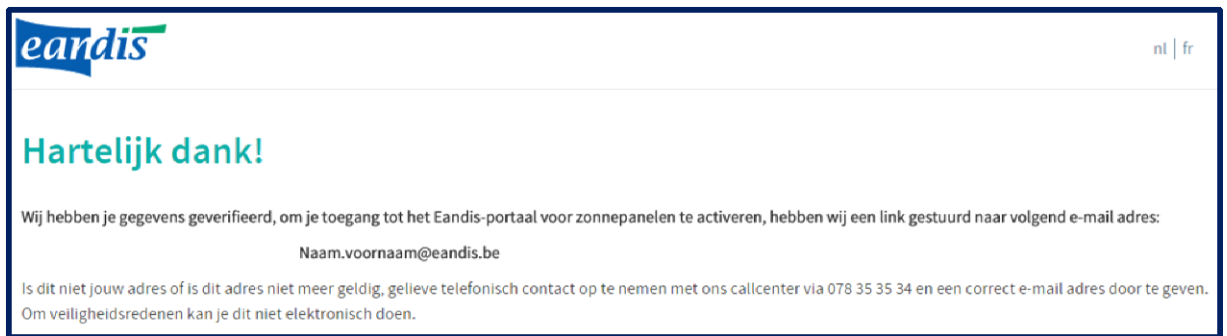 eandis
nl | fr
Hartelijk dank!
Wij hebben je gegevens geverifieerd, om je toegang tot het Eandis-portaal voor zonnepanelen te activeren, hebben wij een link gestuurd naar volgend e-mail adres:
Naam.voornaam@eandis.be
Is dit niet jouw adres of is dit adres niet meer geldig, gelieve telefonisch contact op te nemen met ons callcenter via 078 35 35 34 en een correct e-mail adres door te geven.
Om veiligheidsredenen kan je dit niet elektronisch doen.